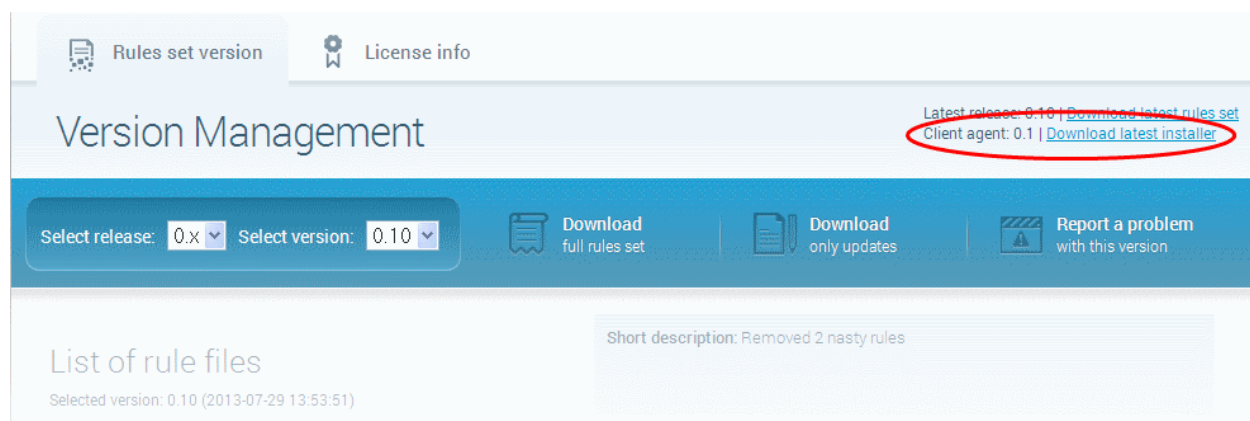 Rules set version
License info
Version Management
Latest release: 0.10 | Download latest rules set
Client agent: 0.1 | Download latest installer
Select release: 0.x Select version: 0.10
Download
full rules set
Download
only updates
Report a problem
with this version
Short description: Removed 2 nasty rules
List of rule files
Selected version: 0.10 (2013-07-29 13:53:51)